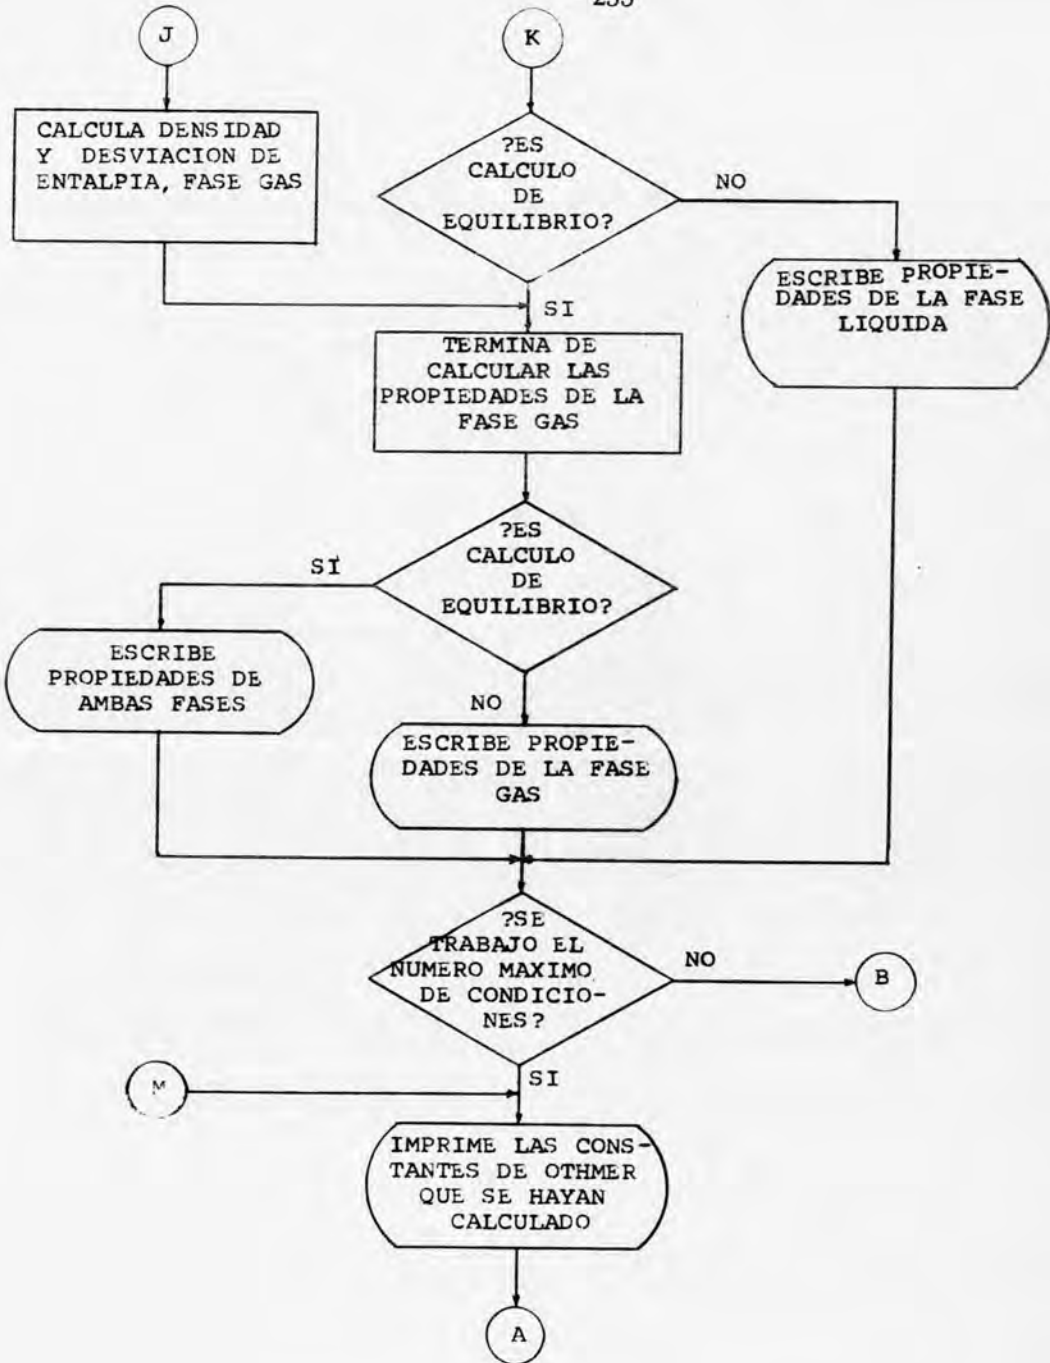 J
K
CALCULA DENSIDAD
Y DESVIACION DE
ENTALPIA, FASE GAS
?ES
CALCULO
DE
EQUILIBRIO?
NO
ESCRIBE PROPIE-
DADES DE LA FASE
LIQUIDA
SI
TERMINA DE
CALCULAR LAS
PROPIEDADES DE LA
FASE GAS
?ES
CALCULO
DE
EQUILIBRIO?
SI
ESCRIBE
PROPIEDADES DE
AMBAS FASES
NO
ESCRIBE PROPIE-
DADES DE LA FASE
GAS
?SE
TRABAJO EL
NUMERO MAXIMO
DE CONDICIO-
NES?
NO
B
M
SI
IMPRIME LAS CONS-
TANTES DE OTHMER
QUE SE HAYAN
CALCULADO
A